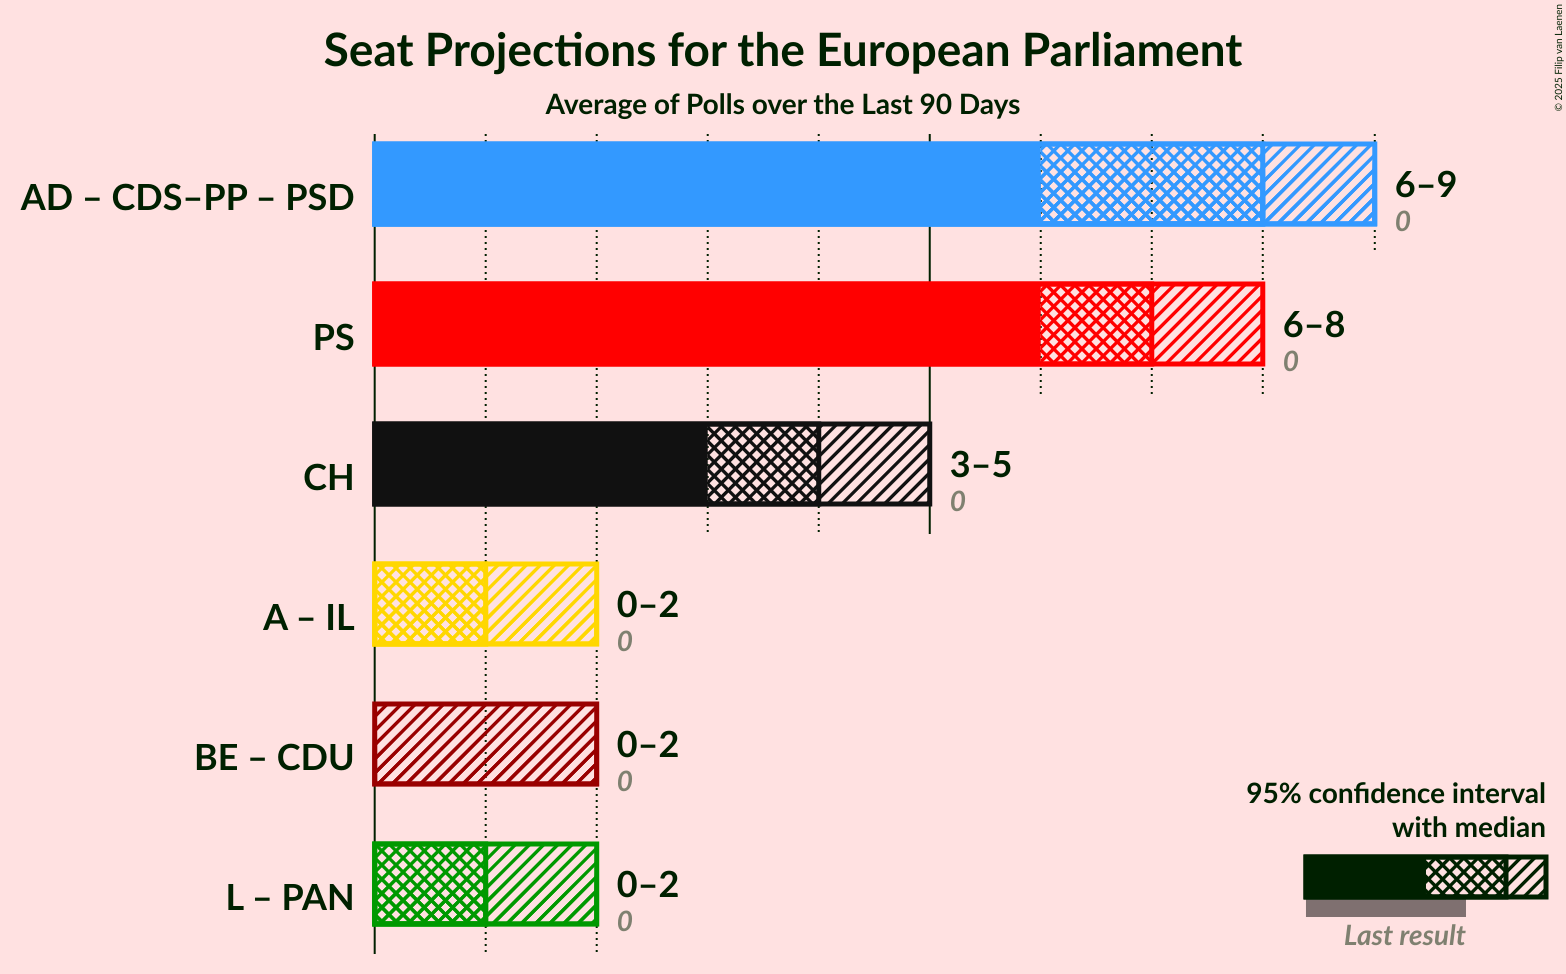 Seat Projections for the European Parliament
Average of Polls over the Last 90 Days
© 2025 Filip van Laenen
AD – CDS–PP – PSD
6–9
0
PS
6–8
0
CH
3–5
0
A – IL
0–2
0
BE – CDU
0–2
0
L – PAN
0–2
0
95% confidence interval
with median
Last result